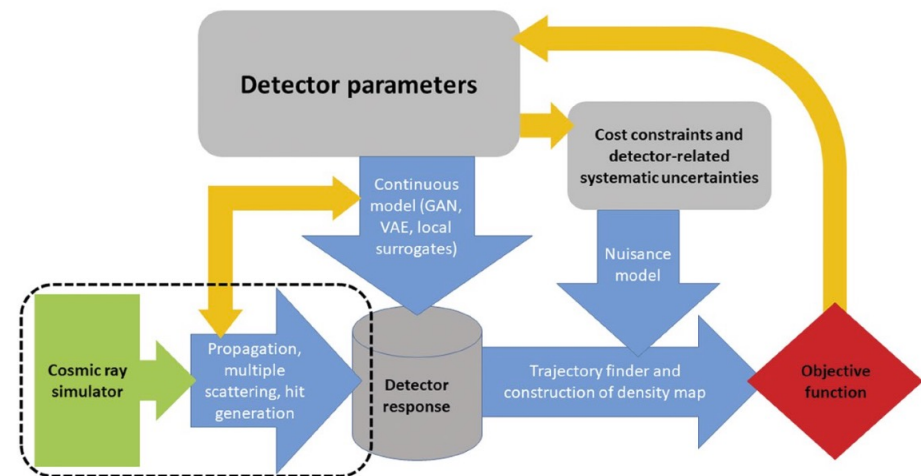 Detector parameters
Cost constraints and
detector-related
systematic uncertainties
Continuous
model (GAN,
VAE, local
surrogates)
Nuisance
model
Cosmic ray
simulator
Propagation,
multiple
scattering, hit
generation
Detector
response
Trajectory finder and
construction of density map
Objective
function